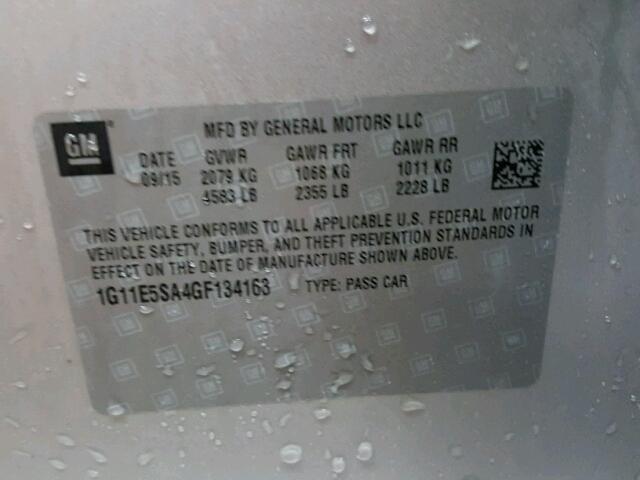 GM
MFD BY GENERAL MOTORS LLC
DATE GVWR GAWR FRT GAWR RR
09/15 2079 KG 1068 KG 1011 KG
4583 LB 2355 LB 2228 LB
THIS VEHICLE CONFORMS TO ALL APPLICABLE U.S. FEDERAL MOTOR
VEHICLE SAFETY, BUMPER, AND THEFT PREVENTION STANDARDS IN
EFFECT ON THE DATE OF MANUFACTURE SHOWN ABOVE.
1G11E5SA4GF134163 TYPE: PASS CAR